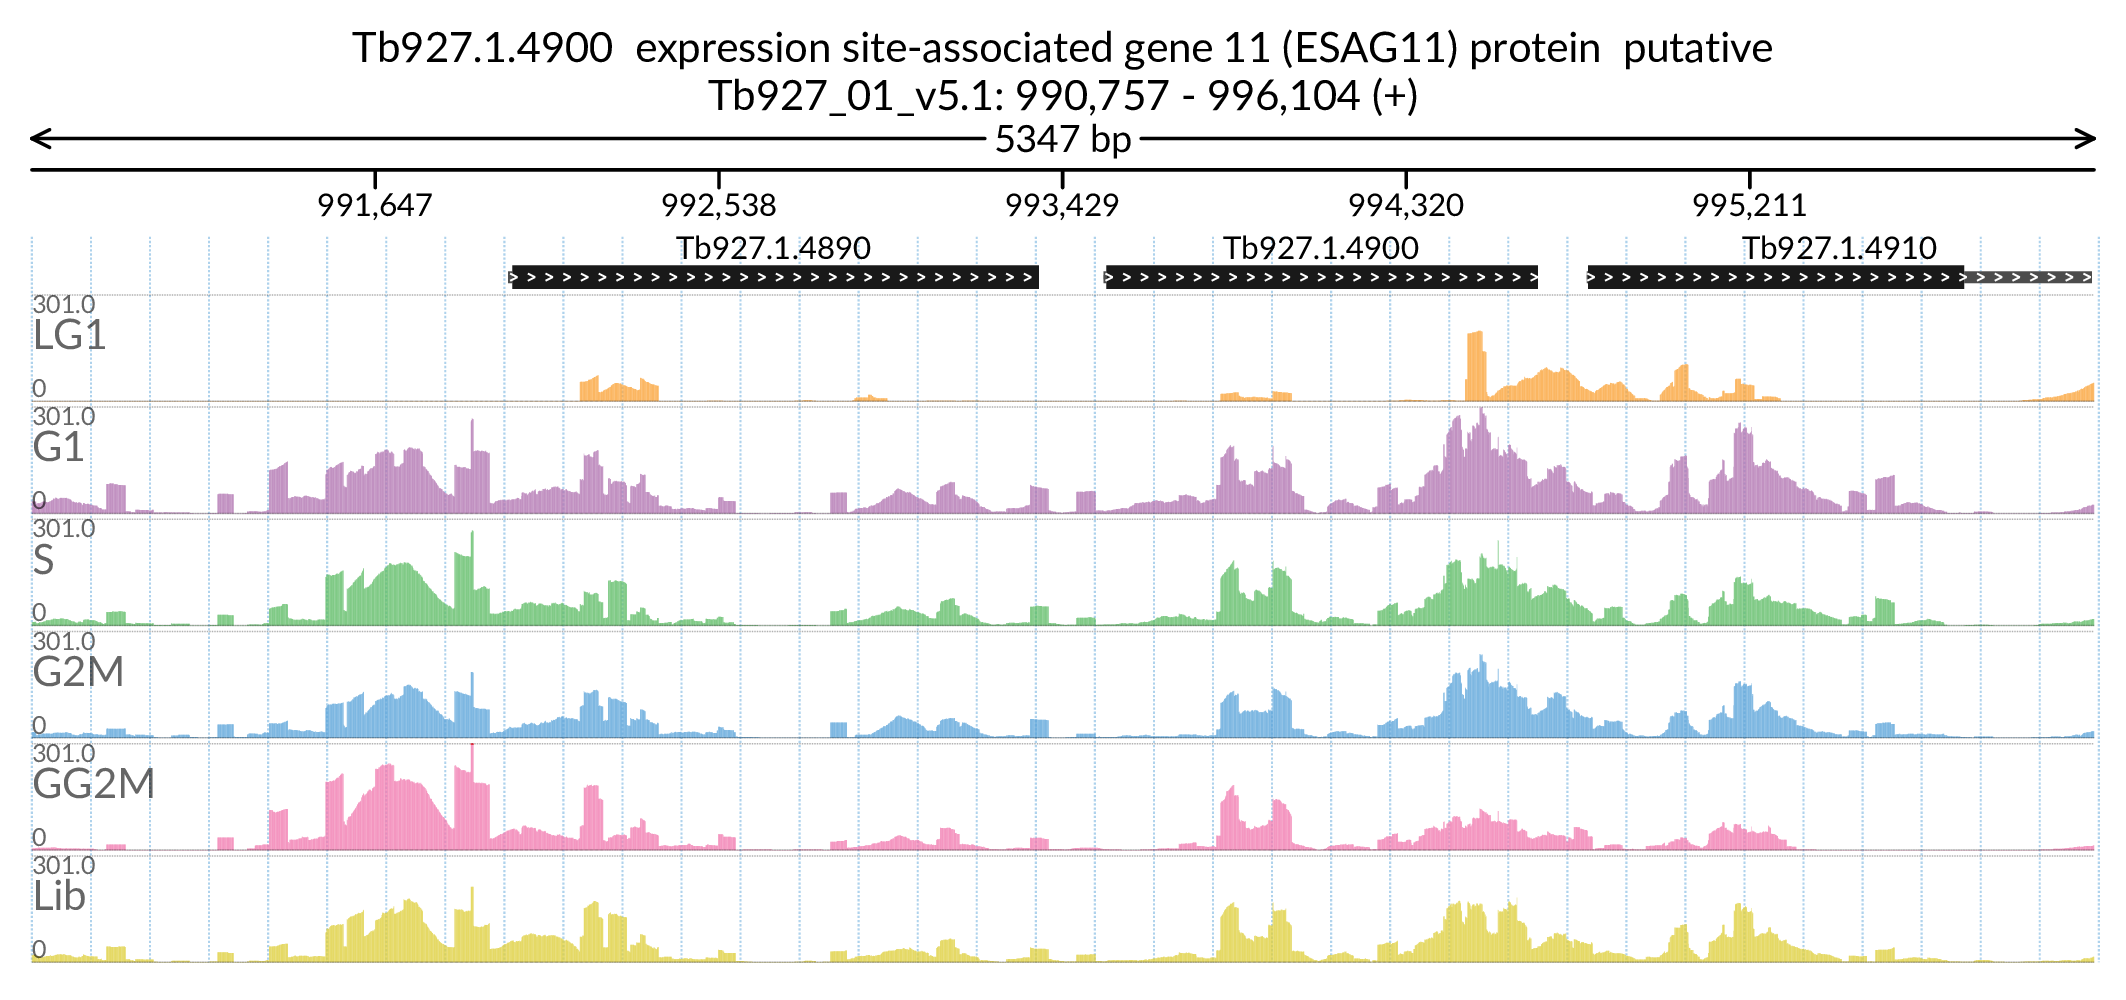 Tb927.1.4900  expression site-associated gene 11 (ESAG11) protein  putative
Tb927_01_v5.1: 990,757 - 996,104 (+)
5347 bp
991,647 992,538 993,429 994,320 995,211
Tb927.1.4890 Tb927.1.4900 Tb927.1.4910
301.0
LG1
0
301.0
G1
0
301.0
S
0
301.0
G2M
0
301.0
GG2M
0
301.0
Lib
0